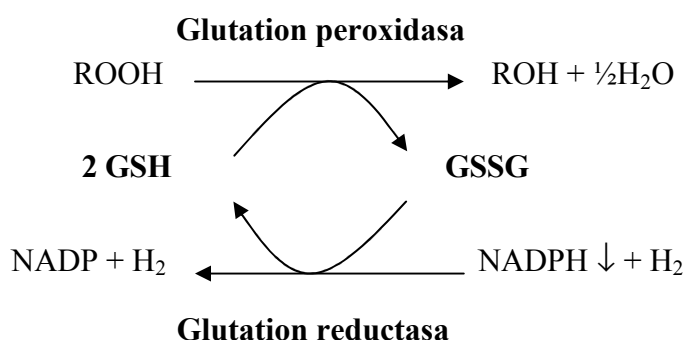 Glutation peroxidasa
ROOH ROH + ½H₂O
2 GSH GSSG
NADP + H₂ NADPH ↓ + H₂
Glutation reductasa